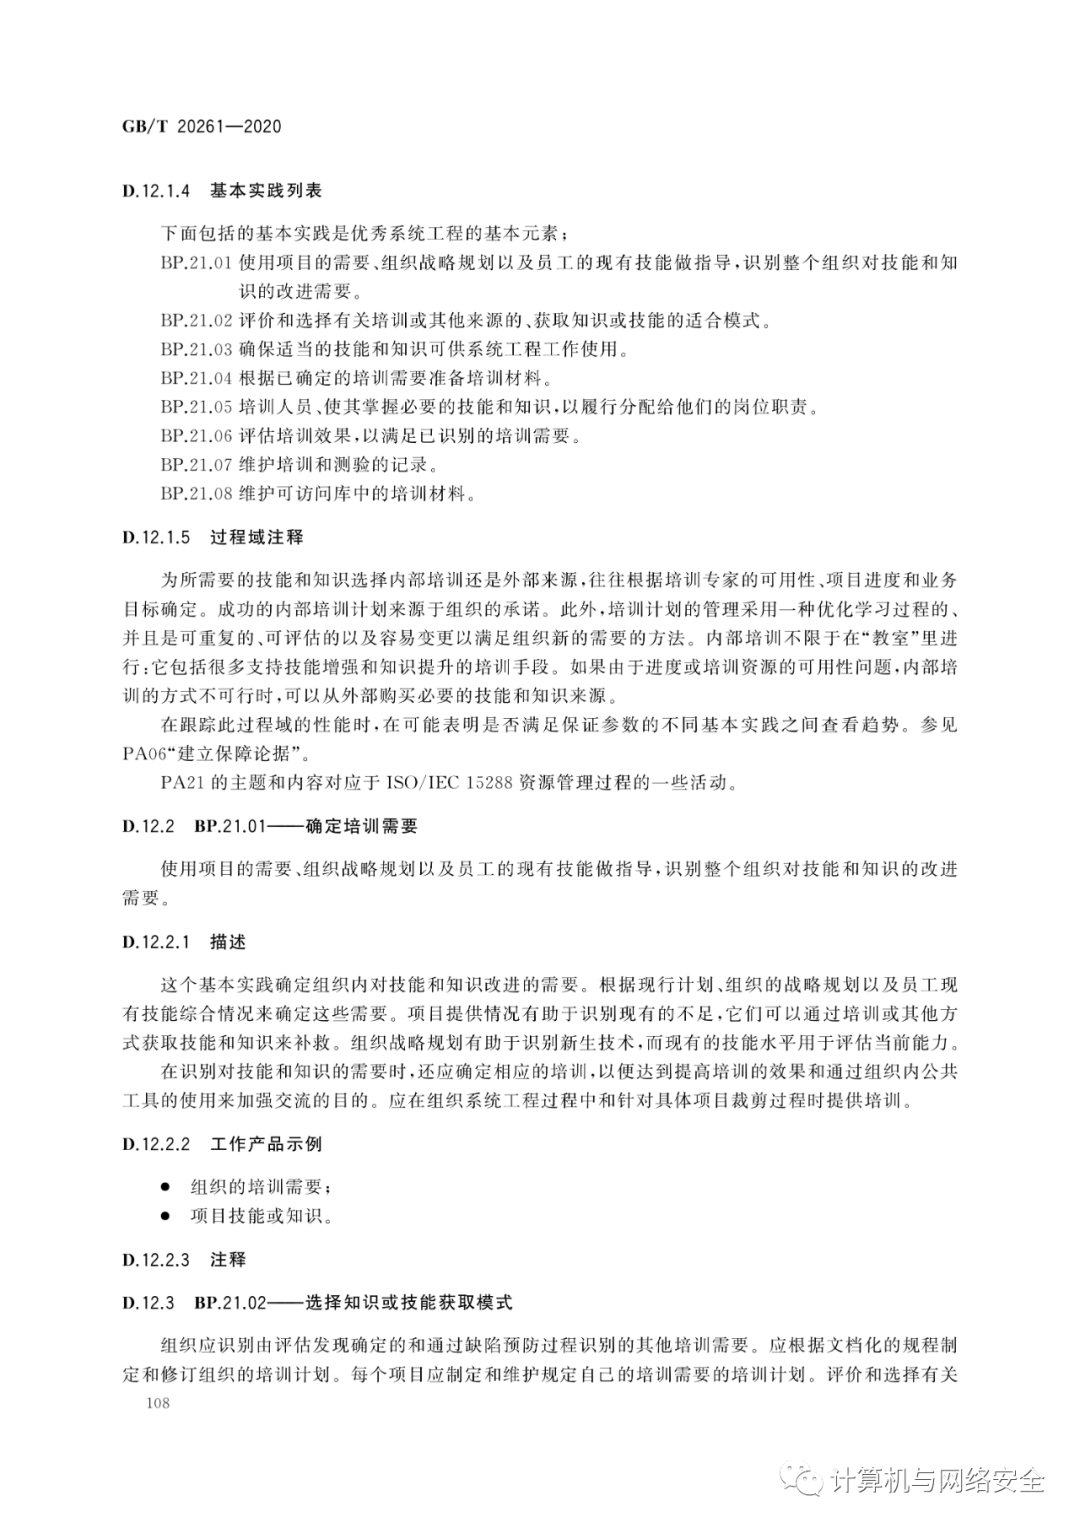 GB/T 20261—2020
D.12.1.4 基本实践列表
下面包括的基本实践是优秀系统工程的基本元素；
BP.21.01 使用项目的需要、组织战略规划以及员工的现有技能做指导，识别整个组织对技能和知
识的改进需要。
BP.21.02 评价和选择有关培训或其他来源的、获取知识或技能的适合模式。
BP.21.03 确保适当的技能和知识可供系统工程工作使用。
BP.21.04 根据已确定的培训需要准备培训材料。
BP.21.05 培训人员、使其掌握必要的技能和知识，以履行分配给他们的岗位职责。
BP.21.06 评估培训效果，以满足已识别的培训需要。
BP.21.07 维护培训和测验的记录。
BP.21.08 维护可访问库中的培训材料。
D.12.1.5 过程域注释
为所需要的技能和知识选择内部培训还是外部来源，往往根据培训专家的可用性、项目进度和业务
目标确定。成功的内部培训计划来源于组织的承诺。此外，培训计划的管理采用一种优化学习过程的、
并且是可重复的、可评估的以及容易变更以满足组织新的需要的方法。内部培训不限于在“教室”里进
行：它包括很多支持技能增强和知识提升的培训手段。如果由于进度或培训资源的可用性问题，内部培
训的方式不可行时，可以从外部购买必要的技能和知识来源。
在跟踪此过程域的性能时，在可能表明是否满足保证参数的不同基本实践之间查看趋势。参见
PA06“建立保障论据”。
PA21 的主题和内容对应于 ISO/IEC 15288 资源管理过程的一些活动。
D.12.2 BP.21.01——确定培训需要
使用项目的需要、组织战略规划以及员工的现有技能做指导，识别整个组织对技能和知识的改进
需要。
D.12.2.1 描述
这个基本实践确定组织内对技能和知识改进的需要。根据现行计划、组织的战略规划以及员工现
有技能综合情况来确定这些需要。项目提供情况有助于识别现有的不足，它们可以通过培训或其他方
式获取技能和知识来补救。组织战略规划有助于识别新生技术，而现有的技能水平用于评估当前能力。
在识别对技能和知识的需要时，还应确定相应的培训，以便达到提高培训的效果和通过组织内公共
工具的使用来加强交流的目的。应在组织系统工程过程中和针对具体项目裁剪过程时提供培训。
D.12.2.2 工作产品示例
● 组织的培训需要；
● 项目技能或知识。
D.12.2.3 注释
D.12.3 BP.21.02——选择知识或技能获取模式
组织应识别由评估发现确定的和通过缺陷预防过程识别的其他培训需要。应根据文档化的规程制
定和修订组织的培训计划。每个项目应制定和维护规定自己的培训需要的培训计划。评价和选择有关
108
计算机与网络安全